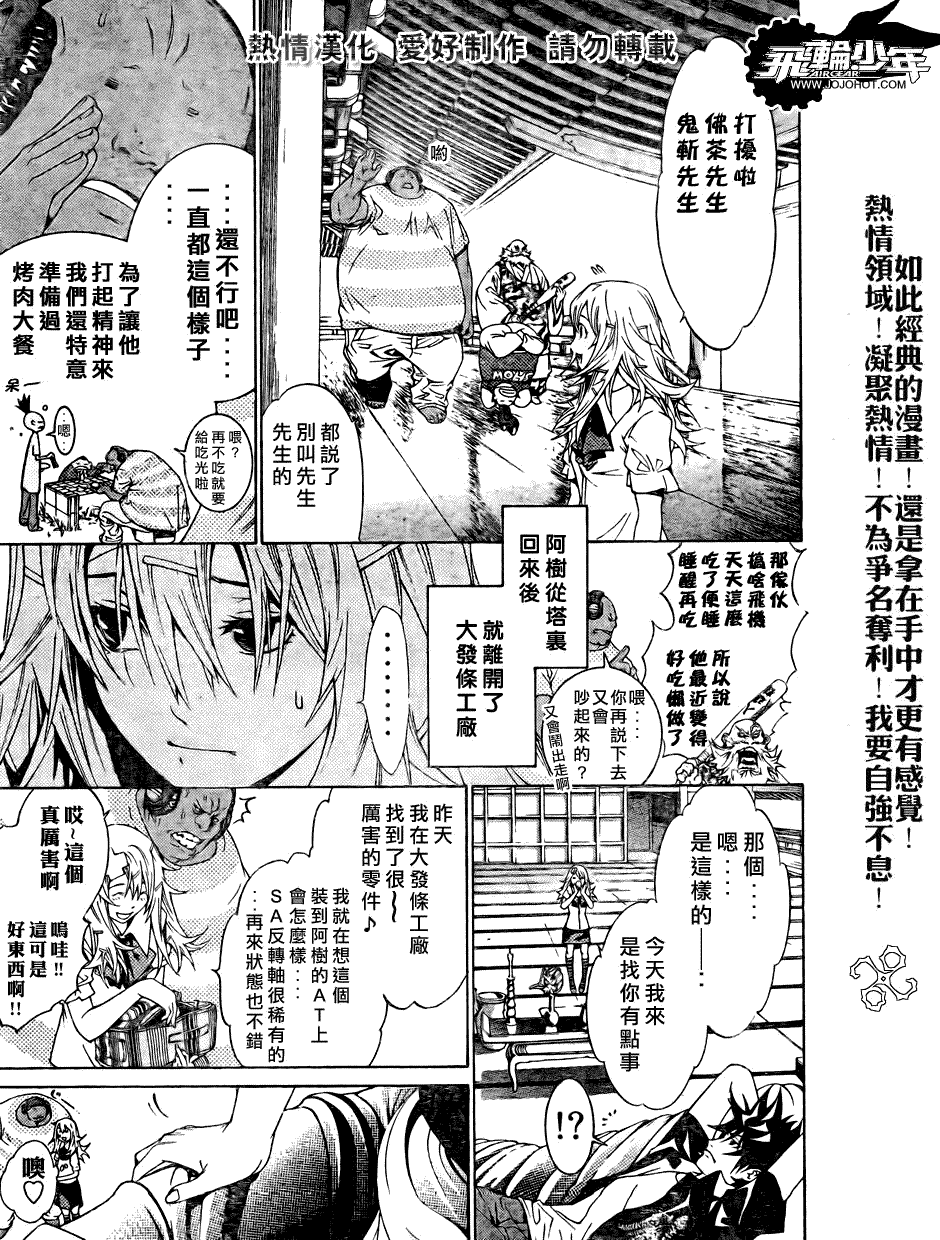 熱情漢化 愛好制作 請勿轉載
飛輪少年
AIRGEAR
WWW.JOJOHOT.COM
如此經典的漫畫!還是拿在手中才更有感覺!
熱情領域!凝聚熱情!不為爭名奪利!我要自強不息!
打擾啦
佛茶先生
鬼斬先生
喲
都説了
別叫先生
先生的
....還不行吧....
一直都這個樣子
....
為了讓他
打起精神來
我們還特意
準備過
烤肉大餐
呆一
嗯..
喂?
再不吃就要
給吃光啦
那傢伙
搞啥飛機
天天這麼
吃了便睡
睡醒再吃
所以說
他最近變得
好吃懶做了
喂...
你再説下去
又會
吵起來的?
又會鬧出走啊
阿樹從塔裏
回來後
就離開了
大發條工廠
......
那個...
嗯...
是這樣的——..
今天我來
是找你有點事
!?
昨天
我在大發條工廠
找到了很~
厲害的零件♪
我就在想這個
裝到阿樹的AT上
會怎麼樣...
SA反轉軸很稀有的
...再來狀態也不錯
哎~這個
真厲害啊
嗚哇!!
這可是
好東西啊!!
噢♡